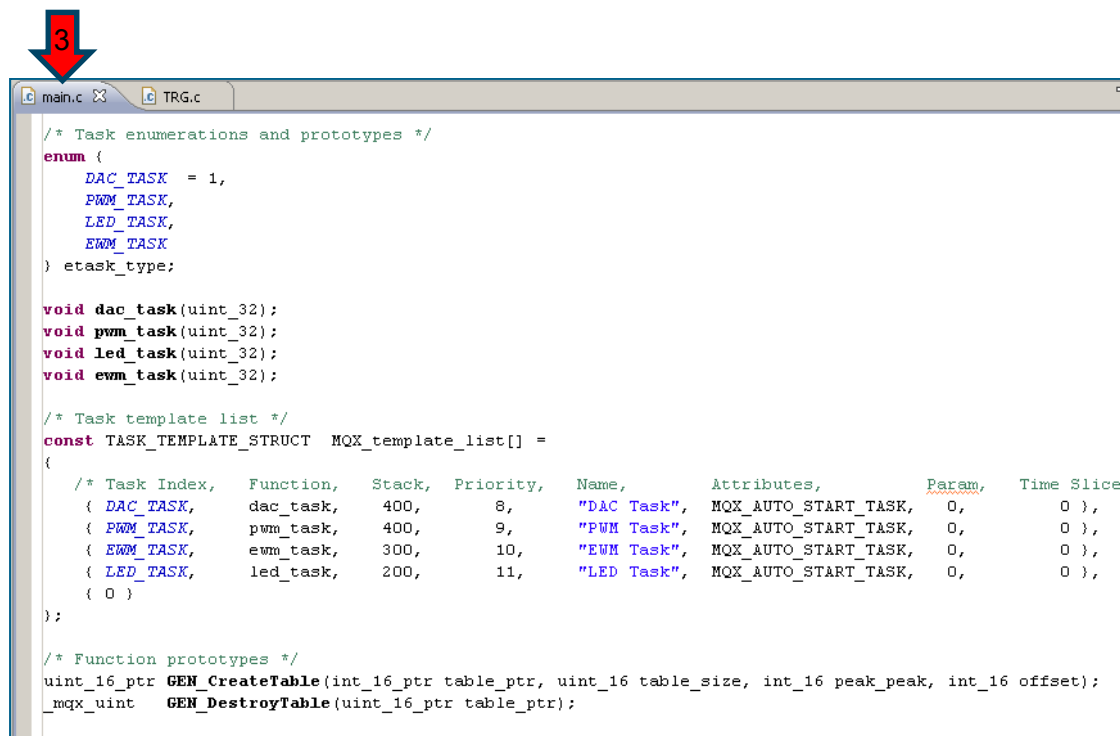 3
main.c TRG.c
/* Task enumerations and prototypes */
enum {
DAC_TASK = 1,
PWM_TASK,
LED_TASK,
EWM_TASK
} etask_type;
void dac_task(uint_32);
void pwm_task(uint_32);
void led_task(uint_32);
void ewm_task(uint_32);
/* Task template list */
const TASK_TEMPLATE_STRUCT MQX_template_list[] =
{
/* Task Index, Function, Stack, Priority, Name, Attributes, Param, Time Slice
{ DAC_TASK, dac_task, 400, 8, "DAC Task", MQX_AUTO_START_TASK, 0, 0 },
{ PWM_TASK, pwm_task, 400, 9, "PWM Task", MQX_AUTO_START_TASK, 0, 0 },
{ EWM_TASK, ewm_task, 300, 10, "EWM Task", MQX_AUTO_START_TASK, 0, 0 },
{ LED_TASK, led_task, 200, 11, "LED Task", MQX_AUTO_START_TASK, 0, 0 },
{ 0 }
};
/* Function prototypes */
uint_16_ptr GEN_CreateTable(int_16_ptr table_ptr, uint_16 table_size, int_16 peak_peak, int_16 offset);
_mqx_uint GEN_DestroyTable(uint_16_ptr table_ptr);